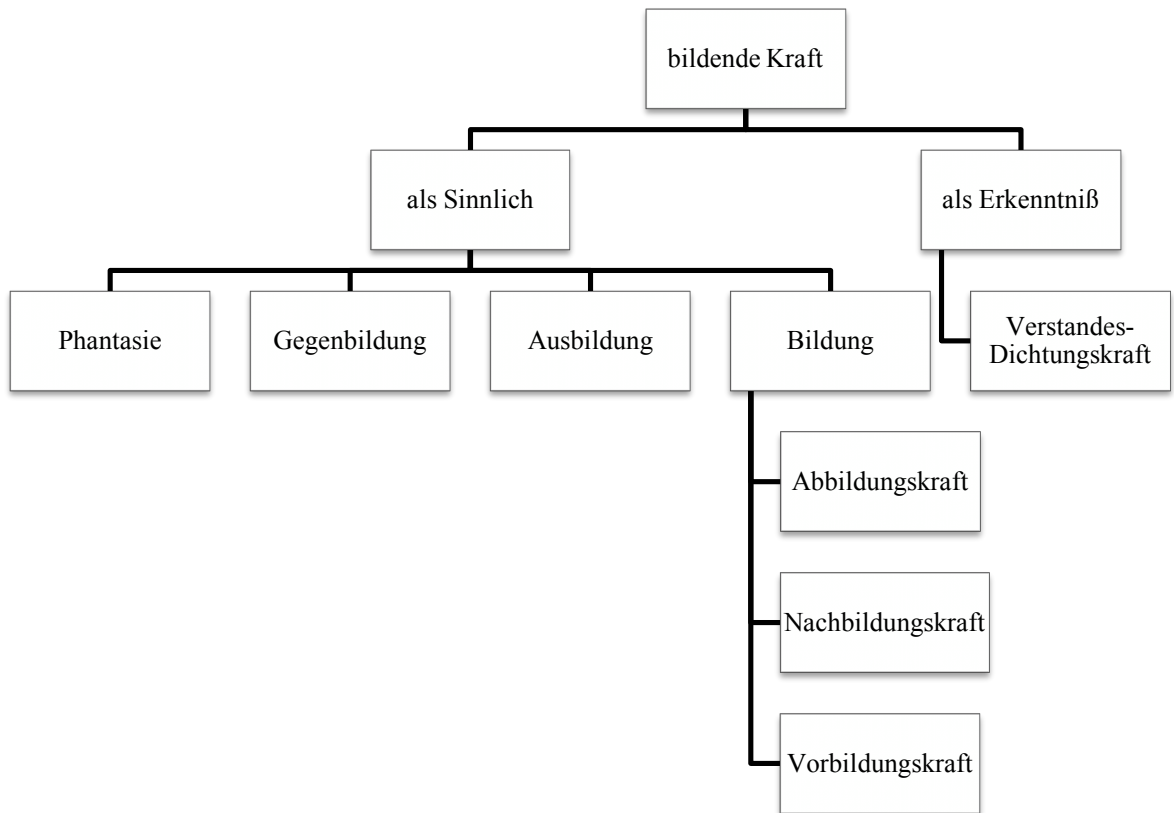 bildende Kraft
als Sinnlich
als Erkenntniß
Phantasie
Gegenbildung
Ausbildung
Bildung
Verstandes-
Dichtungskraft
Abbildungskraft
Nachbildungskraft
Vorbildungskraft